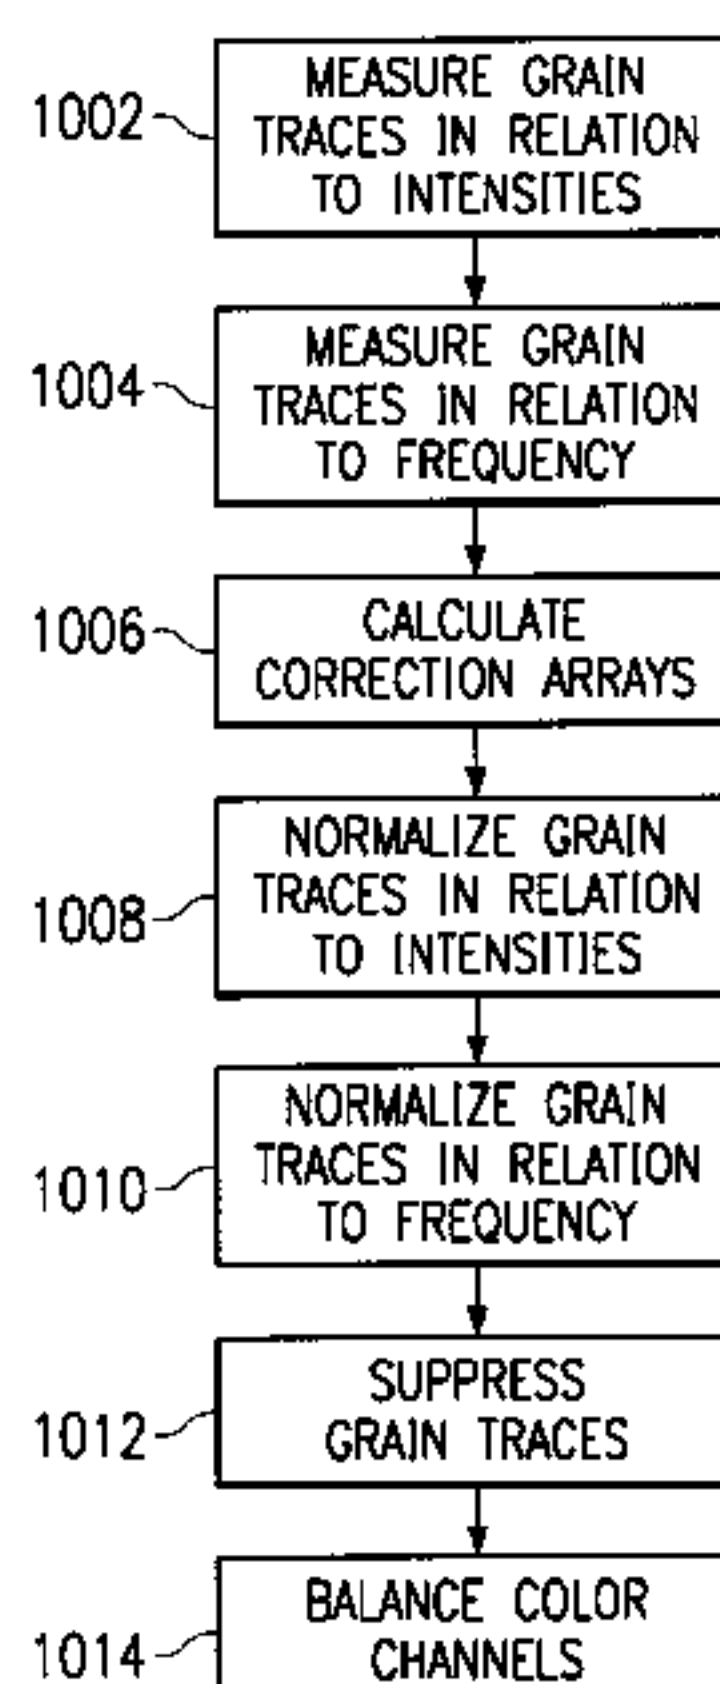 1002
MEASURE GRAIN
TRACES IN RELATION
TO INTENSITIES
1004
MEASURE GRAIN
TRACES IN RELATION
TO FREQUENCY
1006
CALCULATE
CORRECTION ARRAYS
1008
NORMALIZE GRAIN
TRACES IN RELATION
TO INTENSITIES
1010
NORMALIZE GRAIN
TRACES IN RELATION
TO FREQUENCY
1012
SUPPRESS
GRAIN TRACES
1014
BALANCE COLOR
CHANNELS